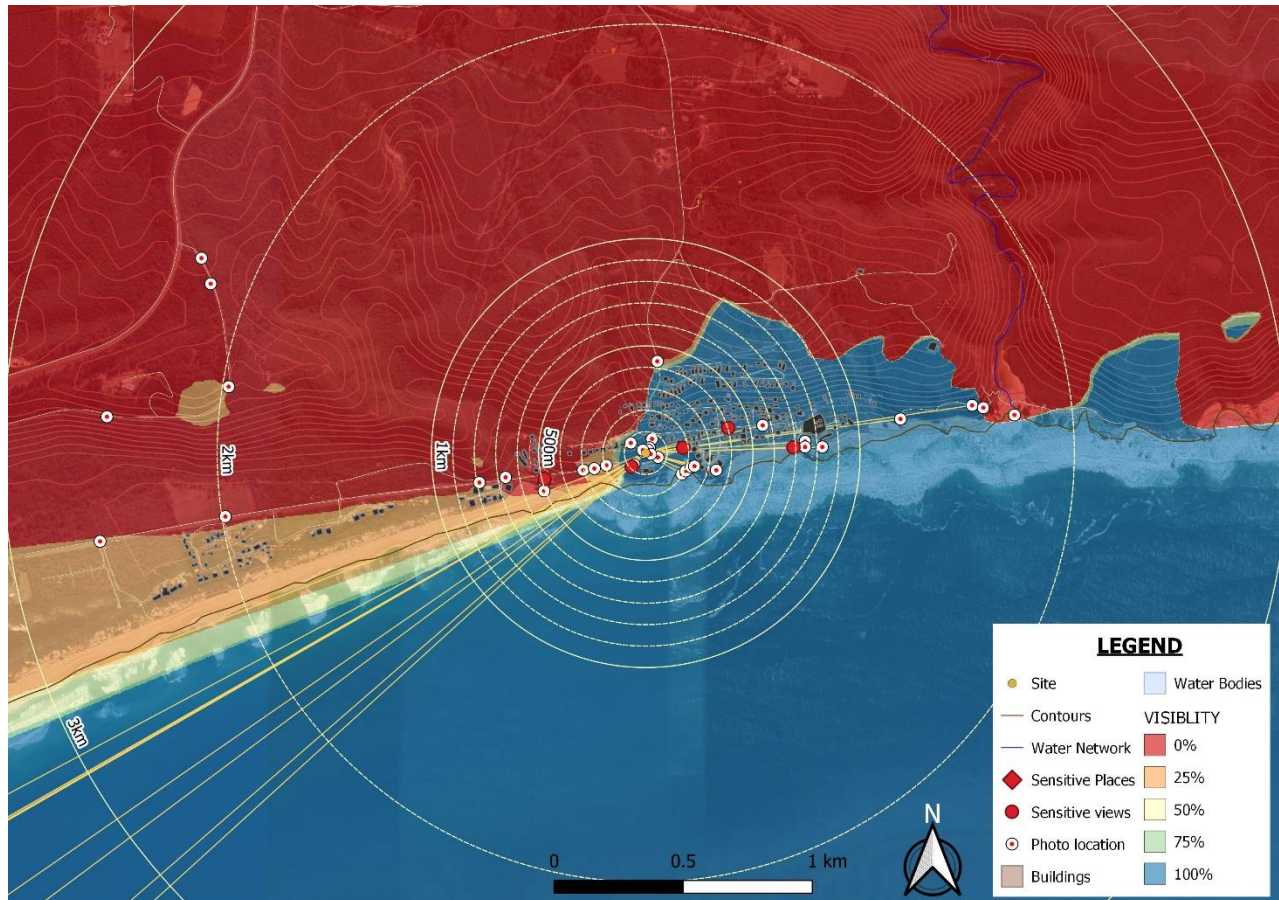 1km
500m
2km
3km
0
0.5
1 km
N
LEGEND
Site
Contours
Water Network
Sensitive Places
Sensitive views
Photo location
Buildings
Water Bodies
VISIBLITY
0%
25%
50%
75%
100%